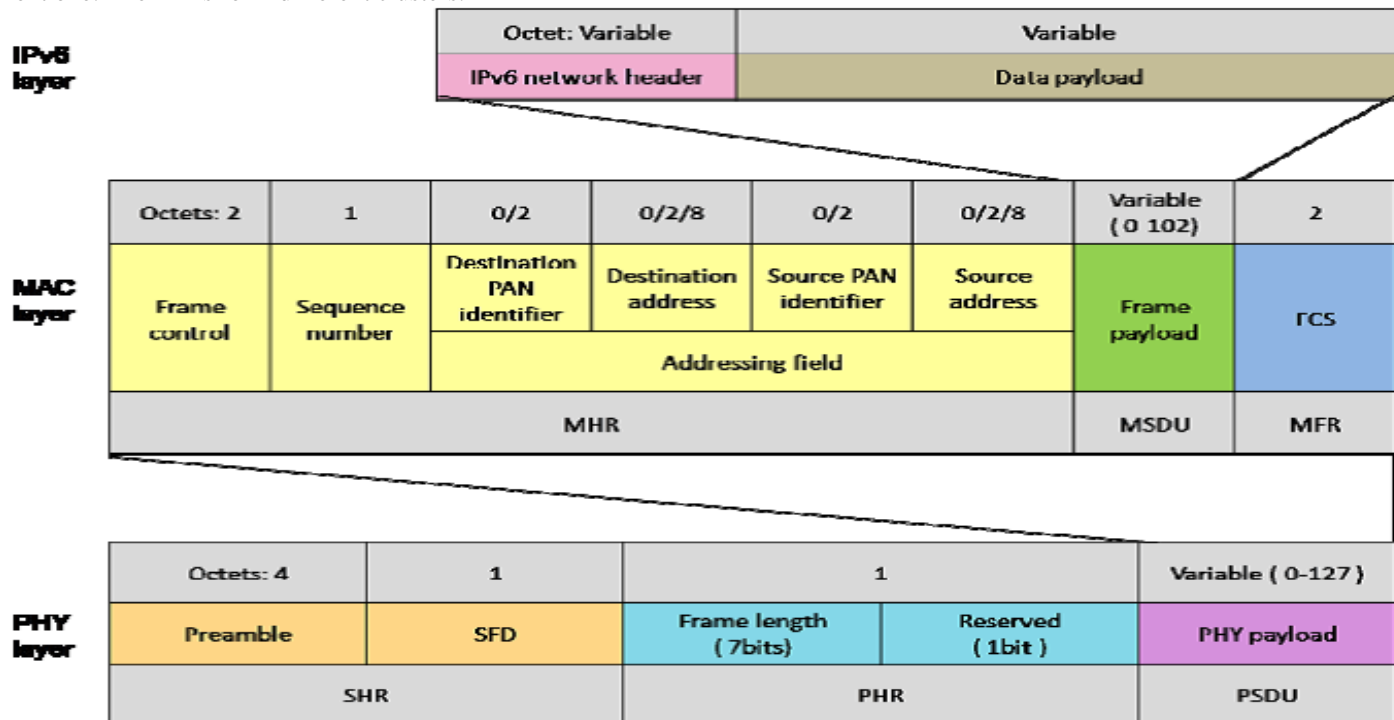 IPv6
layer
Octet: Variable
Variable
IPv6 network header
Data payload
MAC
layer
Octets: 2
1
0/2
0/2/8
0/2
0/2/8
Variable
( 0 102)
2
Frame
control
Sequence
number
Destination
PAN
identifier
Destination
address
Source PAN
identifier
Source
address
Addressing field
Frame
payload
FCS
MHR
MSDU
MFR
PHY
layer
Octets: 4
1
1
Variable ( 0-127 )
Preamble
SFD
Frame length
( 7bits)
Reserved
( 1bit )
PHY payload
SHR
PHR
PSDU